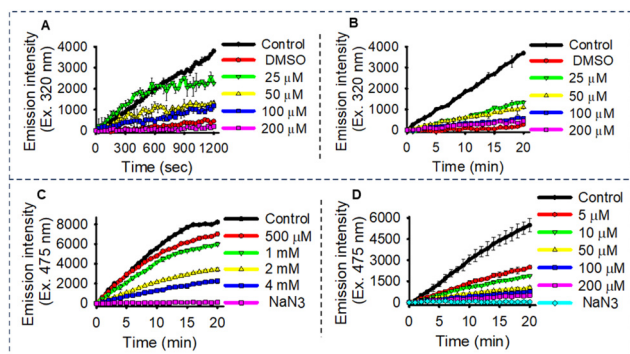 A
Emission intensity
(Ex. 320 nm)
4000
3000
2000
1000
0
0 300 600 900 1200
Time (sec)
Control
DMSO
25 µM
50 µM
100 µM
200 µM
B
Emission intensity
(Ex. 320 nm)
4000
3000
2000
1000
0
0 5 10 15 20
Time (min)
Control
DMSO
25 µM
50 µM
100 µM
200 µM
C
Emission intensity
(Ex. 475 nm)
8000
6000
4000
2000
0
0 5 10 15 20
Time (min)
Control
500 µM
1 mM
2 mM
4 mM
NaN3
D
Emission intensity
(Ex. 475 nm)
6000
4500
3000
1500
0
0 5 10 15 20
Time (min)
Control
5 µM
10 µM
50 µM
100 µM
200 µM
NaN3